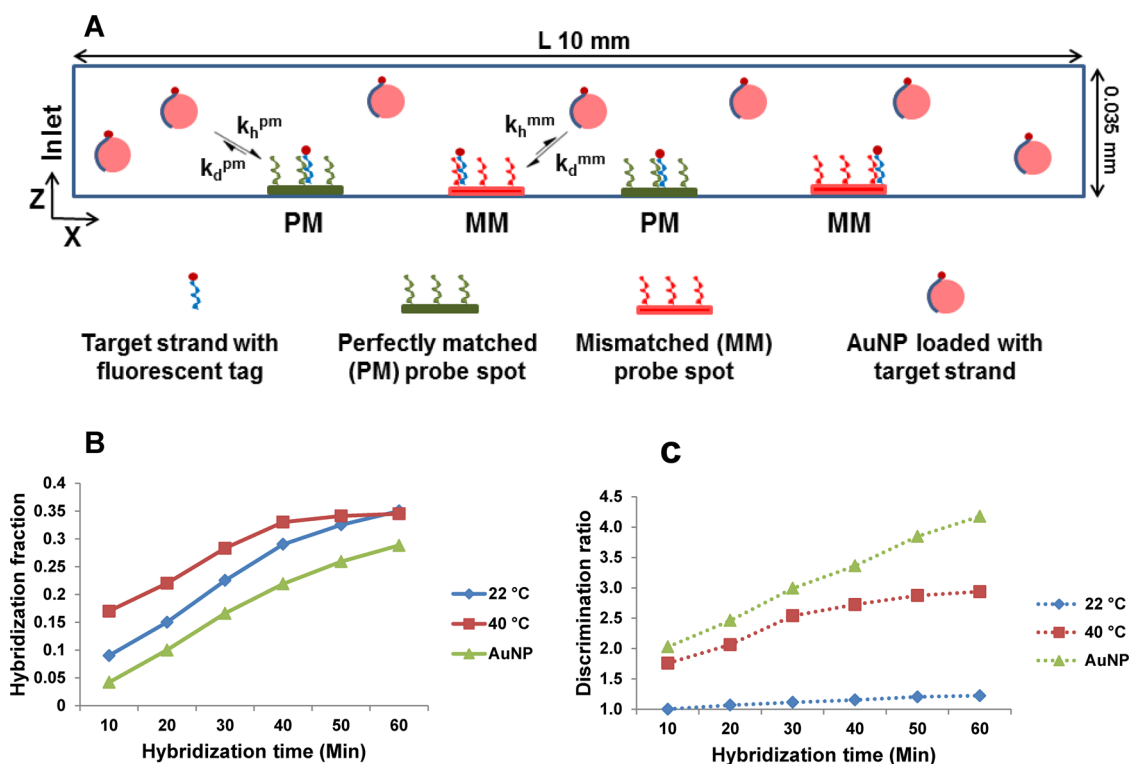 A
L 10 mm
Inlet
Z
X
k_h^pm
k_d^pm
k_h^mm
k_d^mm
0.035 mm
PM
MM
PM
MM
Target strand with
fluorescent tag
Perfectly matched
(PM) probe spot
Mismatched (MM)
probe spot
AuNP loaded with
target strand
B
Hybridization fraction
0.4
0.35
0.3
0.25
0.2
0.15
0.1
0.05
0
10 20 30 40 50 60
Hybridization time (Min)
22 °C
40 °C
AuNP
C
Discrimination ratio
4.5
4.0
3.5
3.0
2.5
2.0
1.5
1.0
10 20 30 40 50 60
Hybridization time (Min)
22 °C
40 °C
AuNP